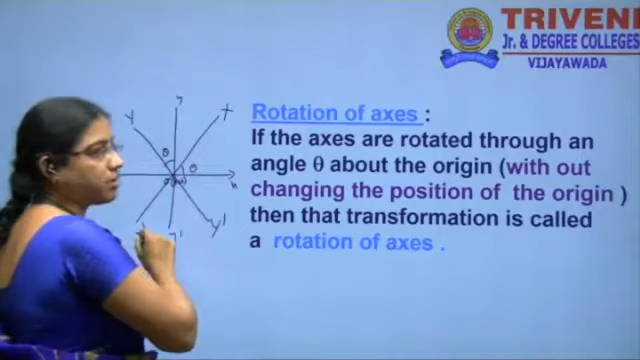 TRIVENI
Jr. & DEGREE COLLEGES
VIJAYAWADA
Rotation of axes :
If the axes are rotated through an
angle θ about the origin (with out
changing the position of the origin )
then that transformation is called
a rotation of axes .
y
Y
X
θ
θ
x
y'
Y'